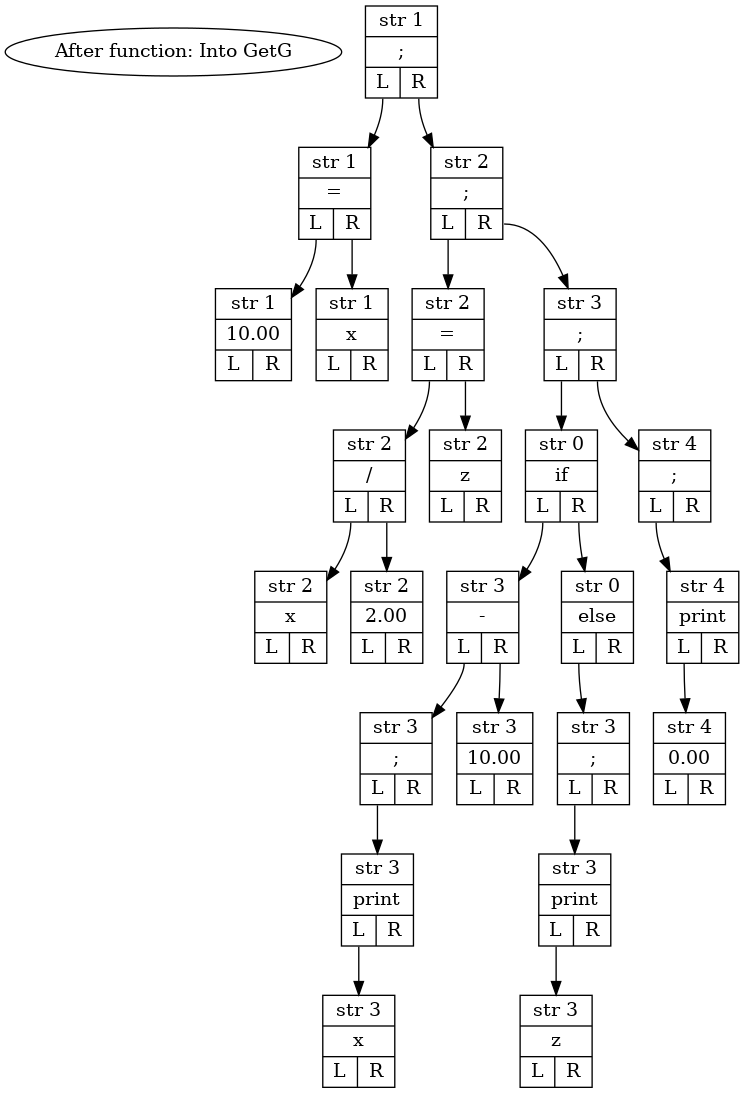 After function: Into GetG
str 1
;
L R
str 1
=
L R
str 2
;
L R
str 1
10.00
L R
str 1
x
L R
str 2
=
L R
str 3
;
L R
str 2
/
L R
str 2
z
L R
str 0
if
L R
str 4
;
L R
str 2
x
L R
str 2
2.00
L R
str 3
-
L R
str 0
else
L R
str 4
print
L R
str 3
;
L R
str 3
10.00
L R
str 3
;
L R
str 4
0.00
L R
str 3
print
L R
str 3
print
L R
str 3
x
L R
str 3
z
L R